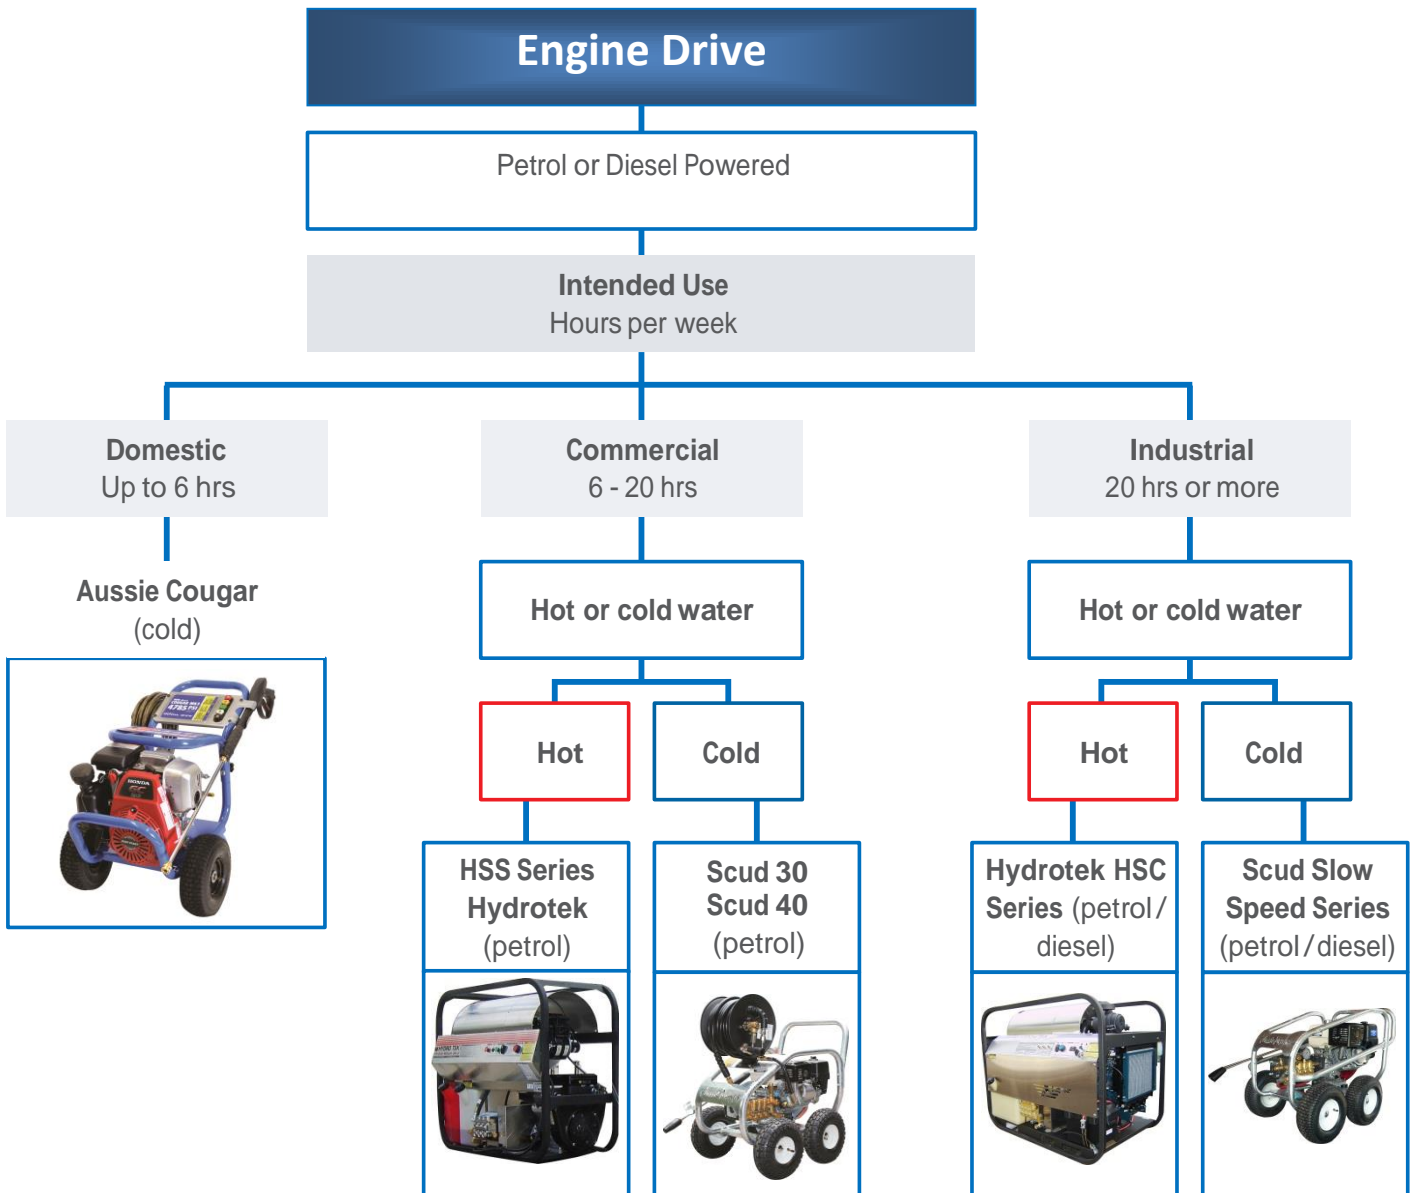 Engine Drive
Petrol or Diesel Powered
Intended Use
Hours per week
Domestic
Up to 6 hrs
Commercial
6 - 20 hrs
Industrial
20 hrs or more
Aussie Cougar
(cold)
Hot or cold water
Hot or cold water
Hot
Cold
Hot
Cold
HSS Series
Hydrotek
(petrol)
Scud 30
Scud 40
(petrol)
Hydrotek HSC
Series (petrol /
diesel)
Scud Slow
Speed Series
(petrol / diesel)
4785 PSI
HONDA